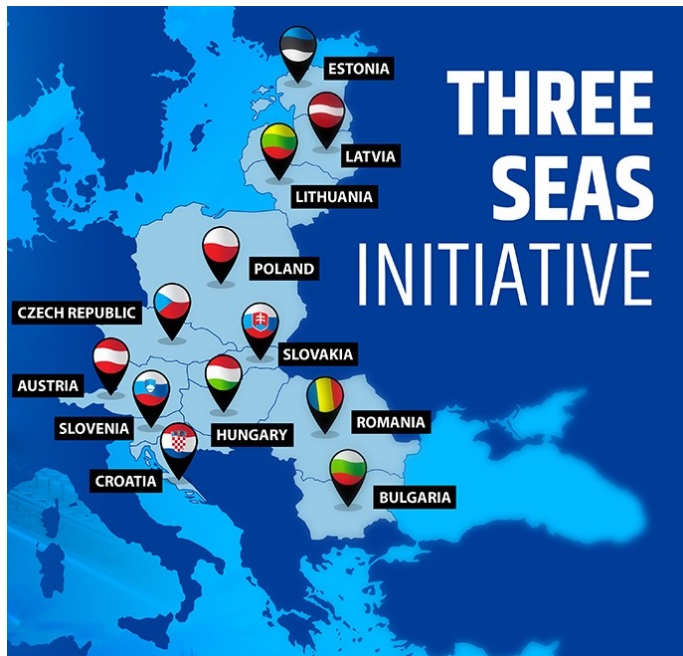 THREE
SEAS
INITIATIVE
ESTONIA
LATVIA
LITHUANIA
POLAND
CZECH REPUBLIC
SLOVAKIA
AUSTRIA
SLOVENIA
HUNGARY
ROMANIA
CROATIA
BULGARIA